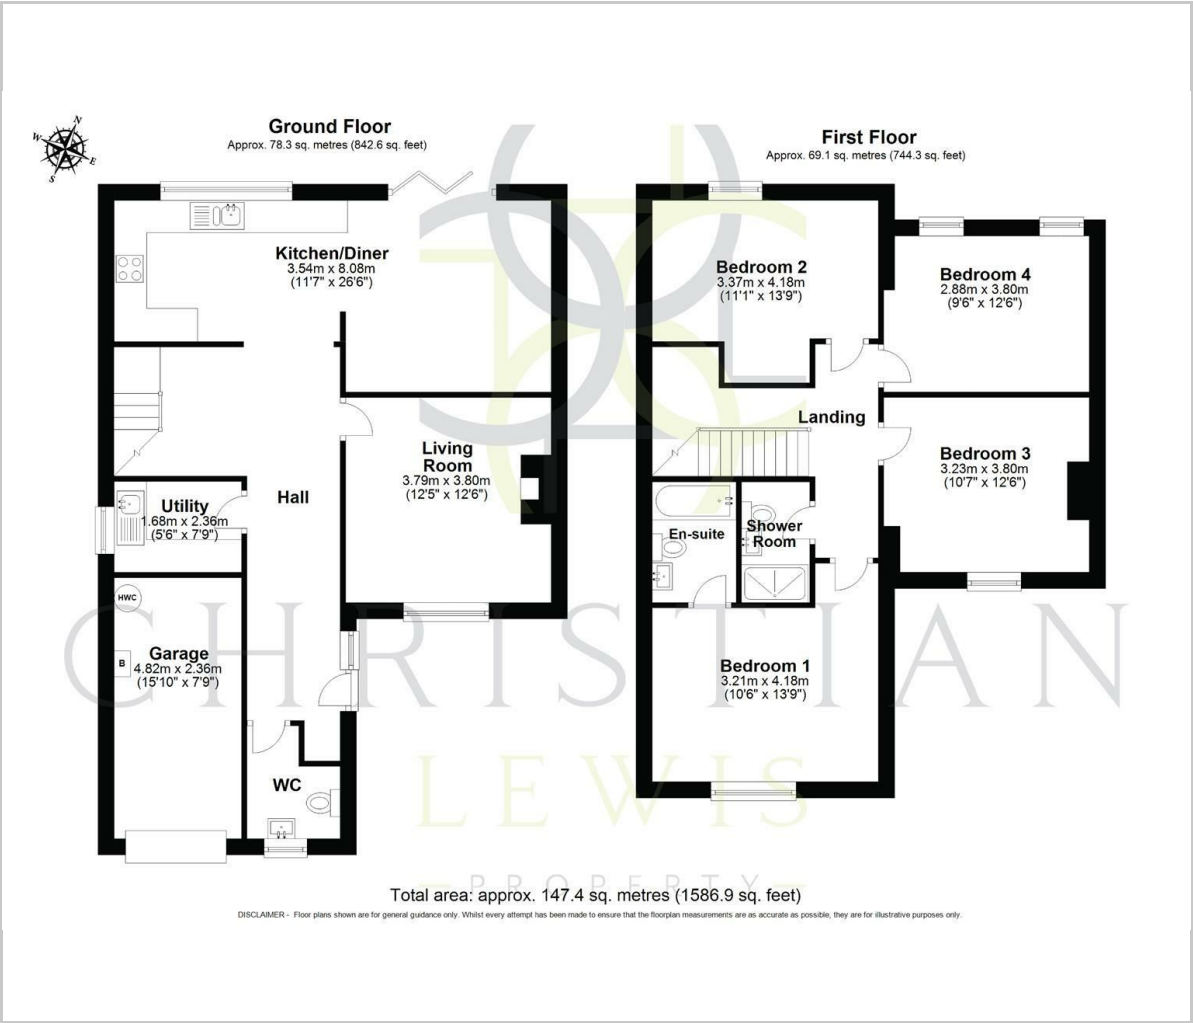 N
W
E
S
Ground Floor
Approx. 78.3 sq. metres (842.6 sq. feet)
Kitchen/Diner
3.54m x 8.08m
(11'7" x 26'6")
Living
Room
3.79m x 3.80m
(12'5" x 12'6")
Hall
Utility
1.68m x 2.36m
(5'6" x 7'9")
HWC
B
Garage
4.82m x 2.36m
(15'10" x 7'9")
WC
First Floor
Approx. 69.1 sq. metres (744.3 sq. feet)
Bedroom 2
3.37m x 4.18m
(11'1" x 13'9")
Bedroom 4
2.88m x 3.80m
(9'6" x 12'6")
Landing
Bedroom 3
3.23m x 3.80m
(10'7" x 12'6")
En-suite
Shower
Room
Bedroom 1
3.21m x 4.18m
(10'6" x 13'9")
CHRISTIAN
LEWIS
PROPERTY
Total area: approx. 147.4 sq. metres (1586.9 sq. feet)
DISCLAIMER - Floor plans shown are for general guidance only. Whilst every attempt has been made to ensure that the floorplan measurements are as accurate as possible, they are for illustrative purposes only.